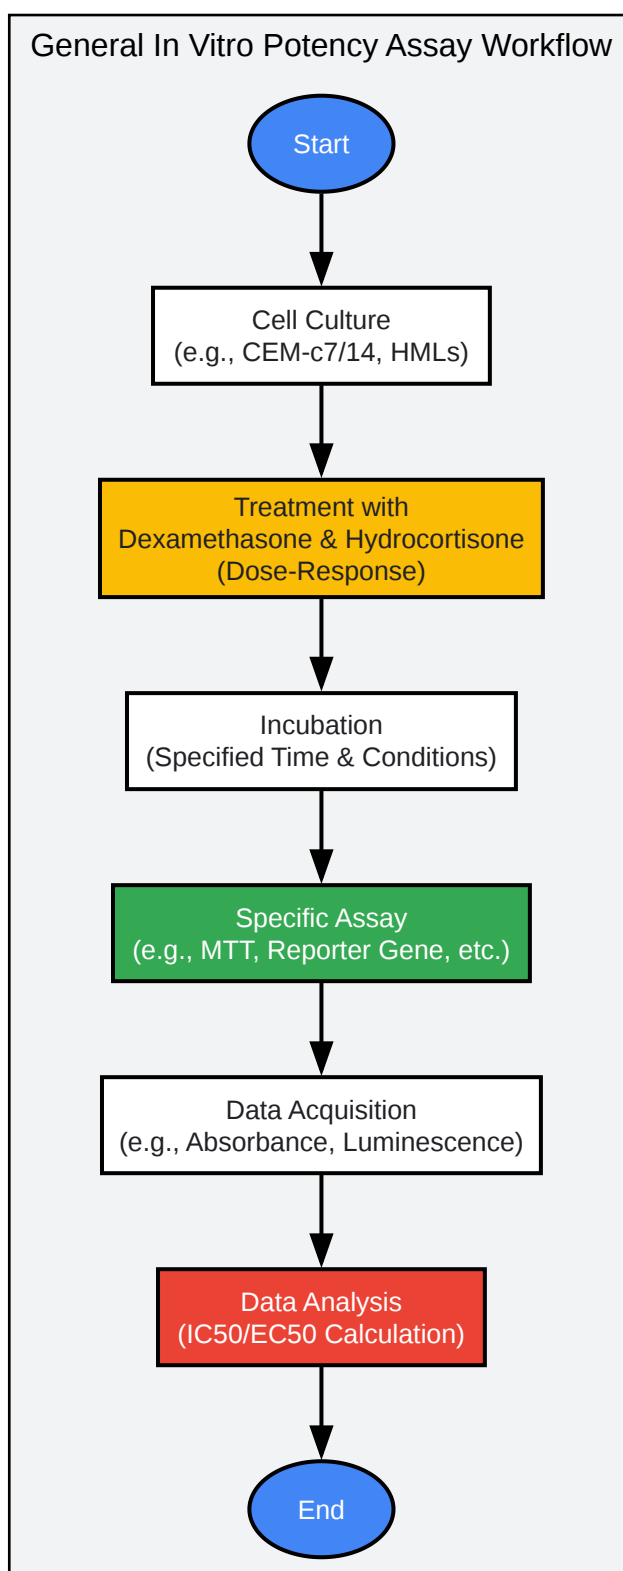 General In Vitro Potency Assay Workflow
Start
Cell Culture
(e.g., CEM-c7/14, HMLs)
Treatment with
Dexamethasone & Hydrocortisone
(Dose-Response)
Incubation
(Specified Time & Conditions)
Specific Assay
(e.g., MTT, Reporter Gene, etc.)
Data Acquisition
(e.g., Absorbance, Luminescence)
Data Analysis
(IC50/EC50 Calculation)
End